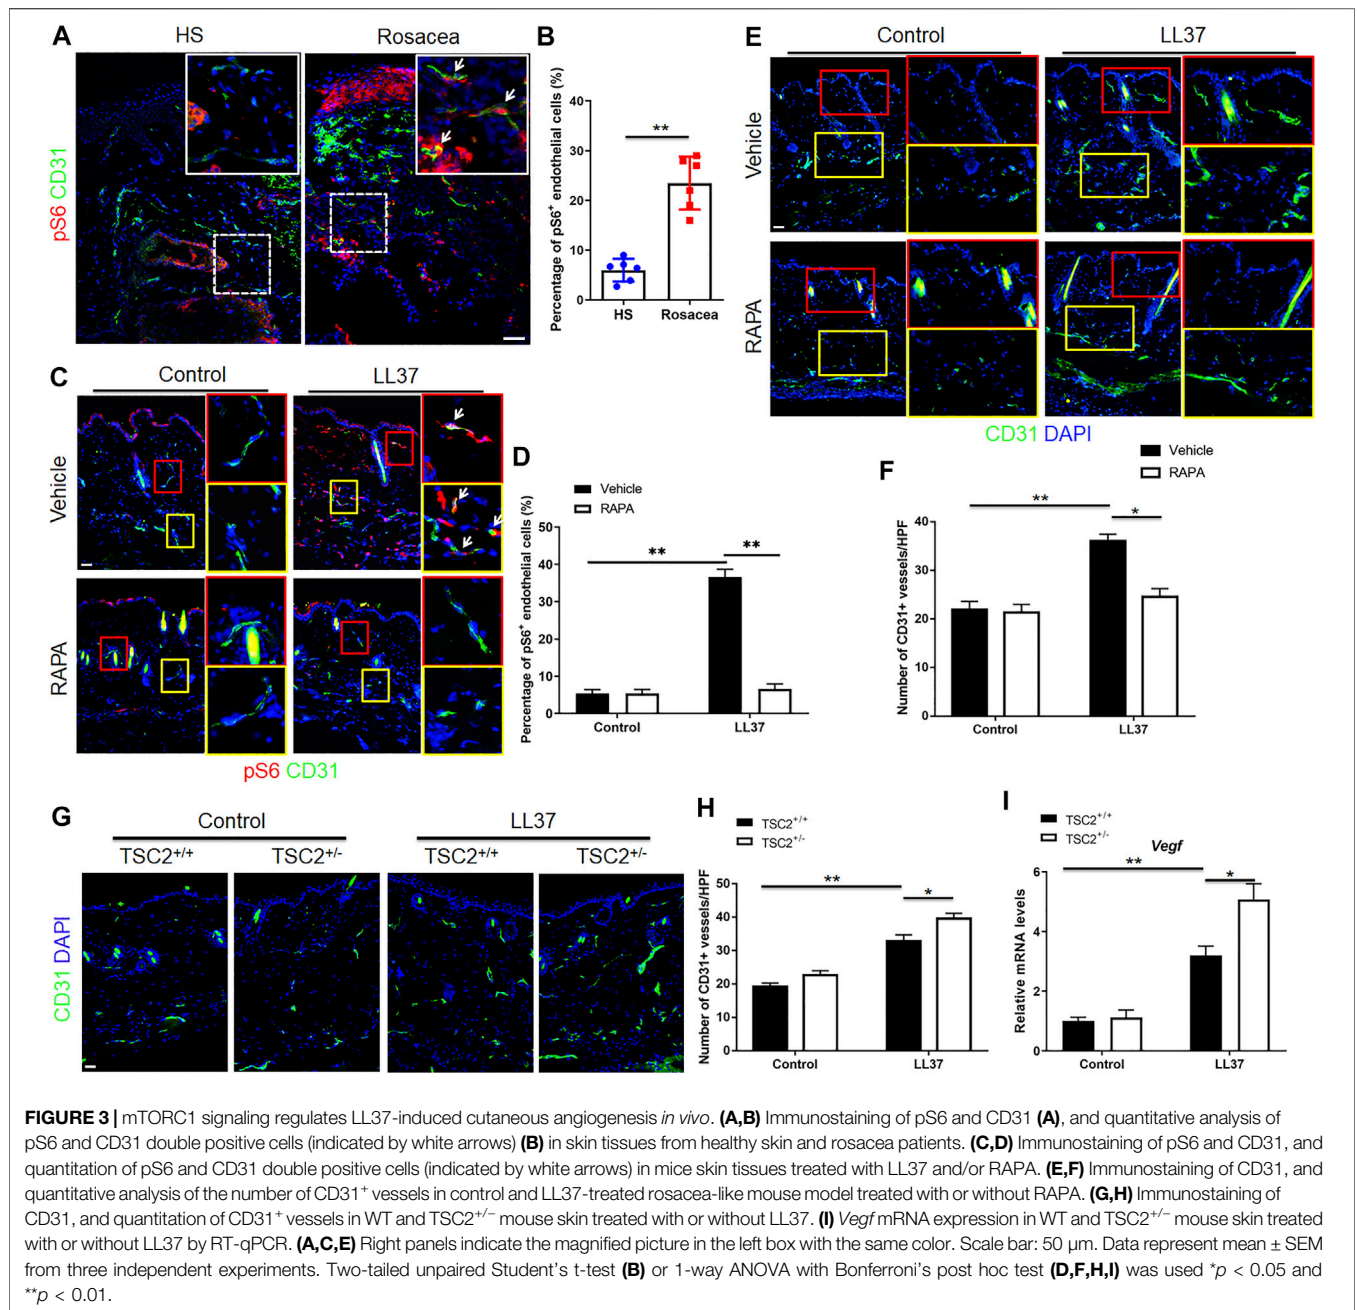 A
HS
Rosacea
pS6 CD31
B
Percentage of pS6⁺ endothelial cells (%)
40
30
20
10
0
**
HS
Rosacea
C
Control
LL37
Vehicle
RAPA
pS6 CD31
D
Vehicle
RAPA
Percentage of pS6⁺ endothelial cells (%)
50
40
30
20
10
0
**
**
Control
LL37
E
Control
LL37
Vehicle
RAPA
CD31 DAPI
F
Vehicle
RAPA
Number of CD31+ vessels/HPF
40
30
20
10
0
**
*
Control
LL37
G
Control
LL37
TSC2⁺/⁺
TSC2⁺/⁻
TSC2⁺/⁺
TSC2⁺/⁻
CD31 DAPI
H
TSC2⁺/⁺
TSC2⁺/⁻
Number of CD31+ vessels/HPF
50
40
30
20
10
0
**
*
Control
LL37
I
TSC2⁺/⁺
TSC2⁺/⁻
Vegf
Relative mRNA levels
6
4
2
0
**
*
Control
LL37
FIGURE 3 | mTORC1 signaling regulates LL37-induced cutaneous angiogenesis in vivo. (A,B) Immunostaining of pS6 and CD31 (A), and quantitative analysis of
pS6 and CD31 double positive cells (indicated by white arrows) (B) in skin tissues from healthy skin and rosacea patients. (C,D) Immunostaining of pS6 and CD31, and
quantitation of pS6 and CD31 double positive cells (indicated by white arrows) in mice skin tissues treated with LL37 and/or RAPA. (E,F) Immunostaining of CD31, and
quantitative analysis of the number of CD31⁺ vessels in control and LL37-treated rosacea-like mouse model treated with or without RAPA. (G,H) Immunostaining of
CD31, and quantitation of CD31⁺ vessels in WT and TSC2⁺/⁻ mouse skin treated with or without LL37. (I) Vegf mRNA expression in WT and TSC2⁺/⁻ mouse skin treated
with or without LL37 by RT-qPCR. (A,C,E) Right panels indicate the magnified picture in the left box with the same color. Scale bar: 50 μm. Data represent mean ± SEM
from three independent experiments. Two-tailed unpaired Student's t-test (B) or 1-way ANOVA with Bonferroni's post hoc test (D,F,H,I) was used *p < 0.05 and
**p < 0.01.